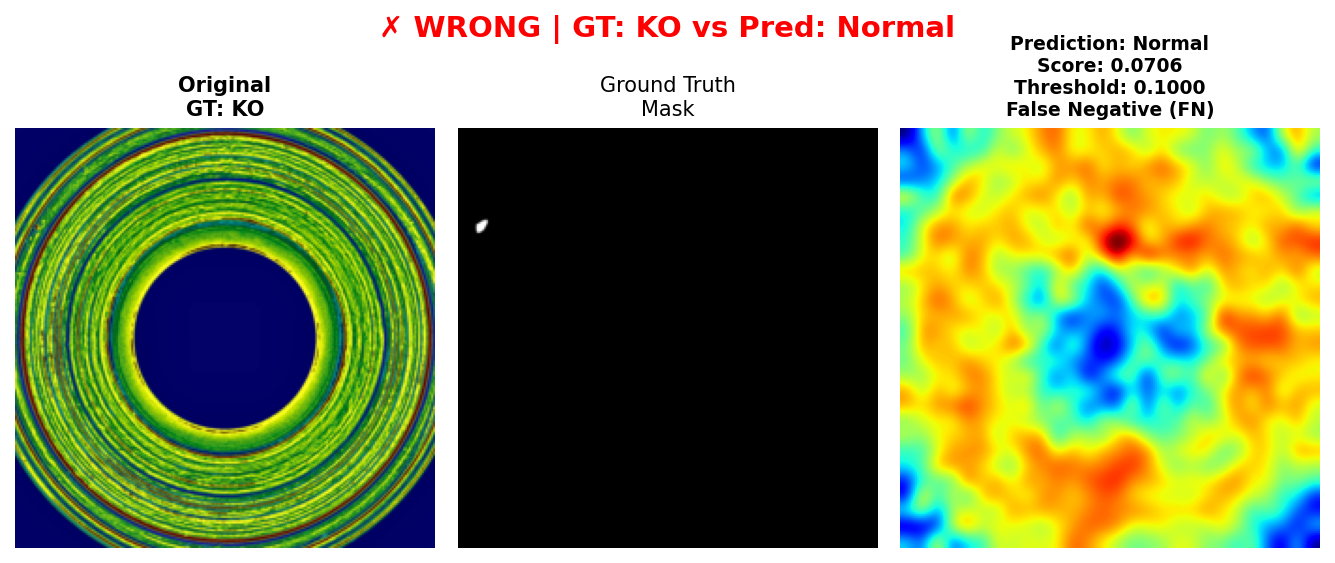 ✗ WRONG | GT: KO vs Pred: Normal
Original
GT: KO
Ground Truth
Mask
Prediction: Normal
Score: 0.0706
Threshold: 0.1000
False Negative (FN)